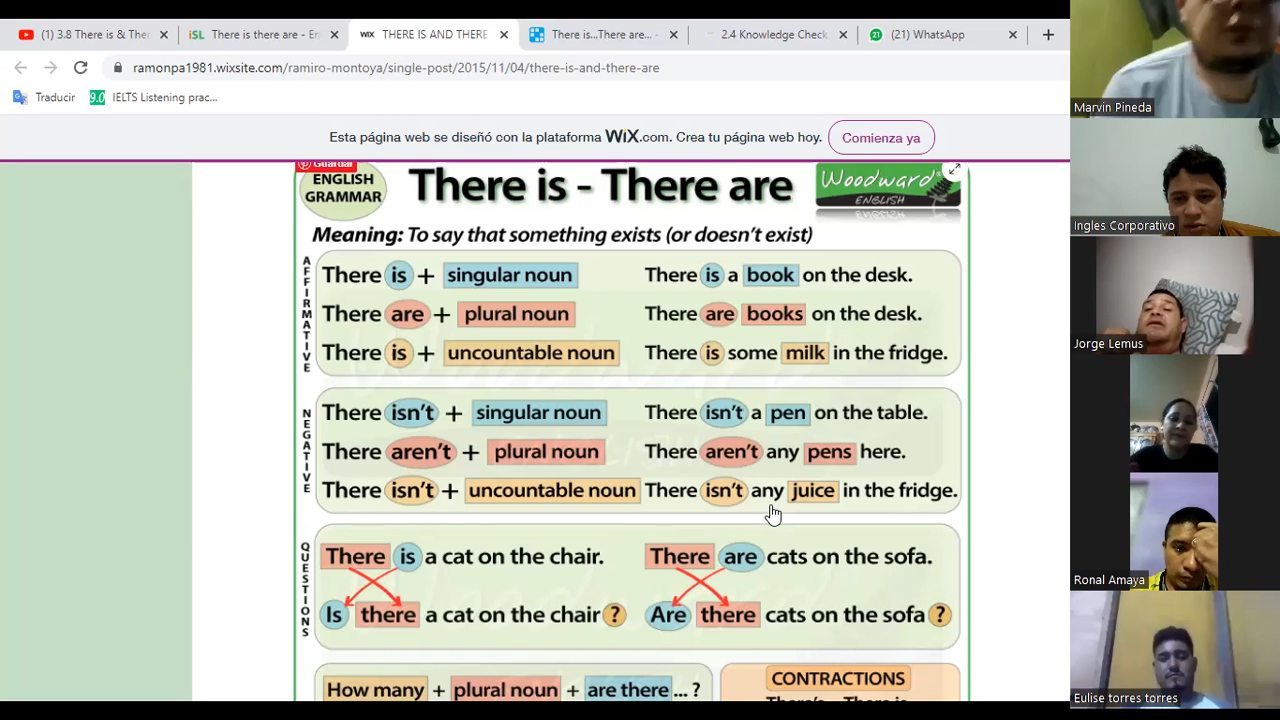 (1) 3.8 There is & The
There is there are - En
THERE IS AND THERE
There is...There are...
2.4 Knowledge Check
(21) WhatsApp
ramonpa1981.wixsite.com/ramiro-montoya/single-post/2015/11/04/there-is-and-there-are
Traducir
9.0 IELTS Listening prac...
Esta página web se diseñó con la plataforma WiX.com. Crea tu página web hoy.
Comienza ya
Guardar
ENGLISH
GRAMMAR
There is - There are
Woodward
ENGLISH
Meaning: To say that something exists (or doesn't exist)
AFFIRMATIVE
There is + singular noun There is a book on the desk.
There are + plural noun There are books on the desk.
There is + uncountable noun There is some milk in the fridge.
NEGATIVE
There isn't + singular noun There isn't a pen on the table.
There aren't + plural noun There aren't any pens here.
There isn't + uncountable noun There isn't any juice in the fridge.
QUESTIONS
There is a cat on the chair. There are cats on the sofa.
Is there a cat on the chair ? Are there cats on the sofa ?
How many + plural noun + are there ... ?
CONTRACTIONS
There's - There is
Marvin Pineda
Ingles Corporativo
Jorge Lemus
Ronal Amaya
Eulise torres torres